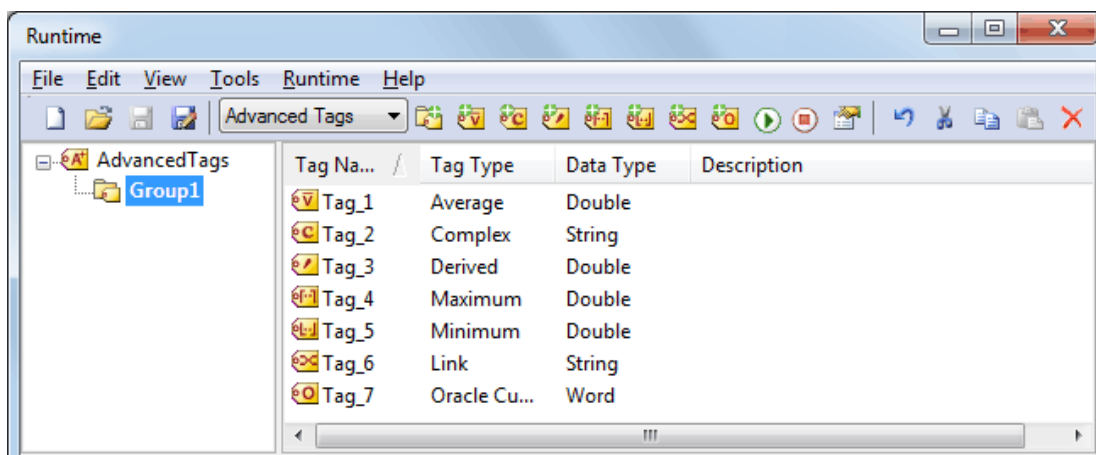 Runtime
File Edit View Tools Runtime Help
Advanced Tags
AdvancedTags
Group1
Tag Na... Tag Type Data Type Description
Tag_1 Average Double
Tag_2 Complex String
Tag_3 Derived Double
Tag_4 Maximum Double
Tag_5 Minimum Double
Tag_6 Link String
Tag_7 Oracle Cu... Word